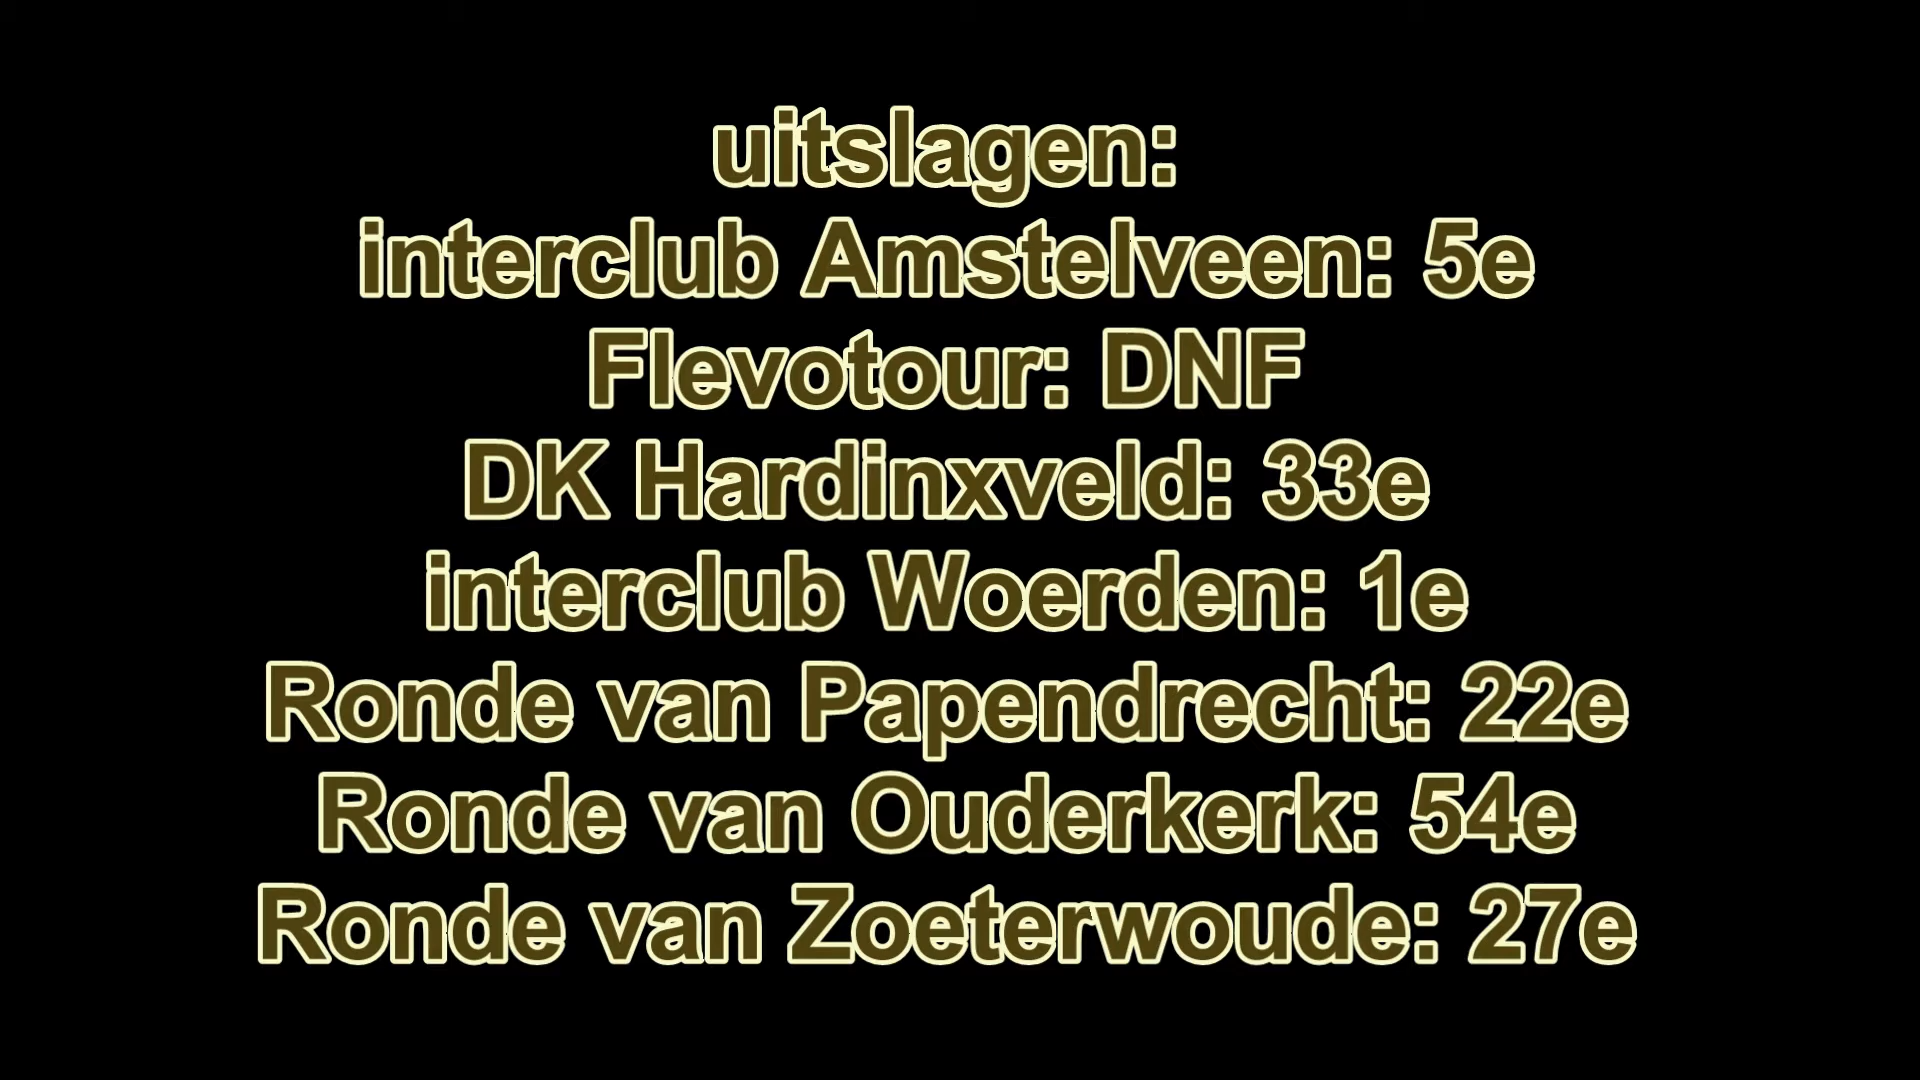 uitslagen:
interclub Amstelveen: 5e
Flevotour: DNF
DK Hardinxveld: 33e
interclub Woerden: 1e
Ronde van Papendrecht: 22e
Ronde van Ouderkerk: 54e
Ronde van Zoeterwoude: 27e